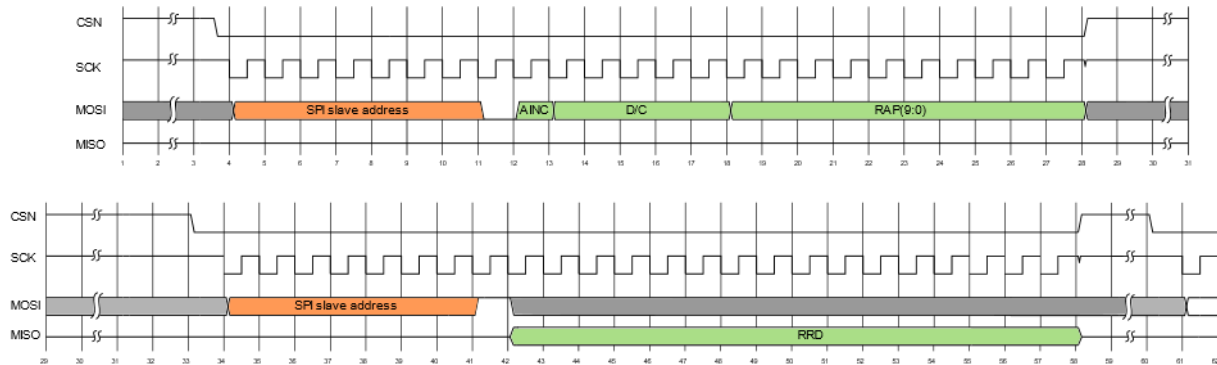 CSN
SCK
MOSI SPI slave address AINC D/C RAP(9:0)
MISO
1 2 3 4 5 6 7 8 9 10 11 12 13 14 15 16 17 18 19 20 21 22 23 24 25 26 27 28 29 30 31
CSN
SCK
MOSI SPI slave address
MISO RRD
29 30 31 32 33 34 35 36 37 38 39 40 41 42 43 44 45 46 47 48 49 50 51 52 53 54 55 56 57 58 59 60 61 62